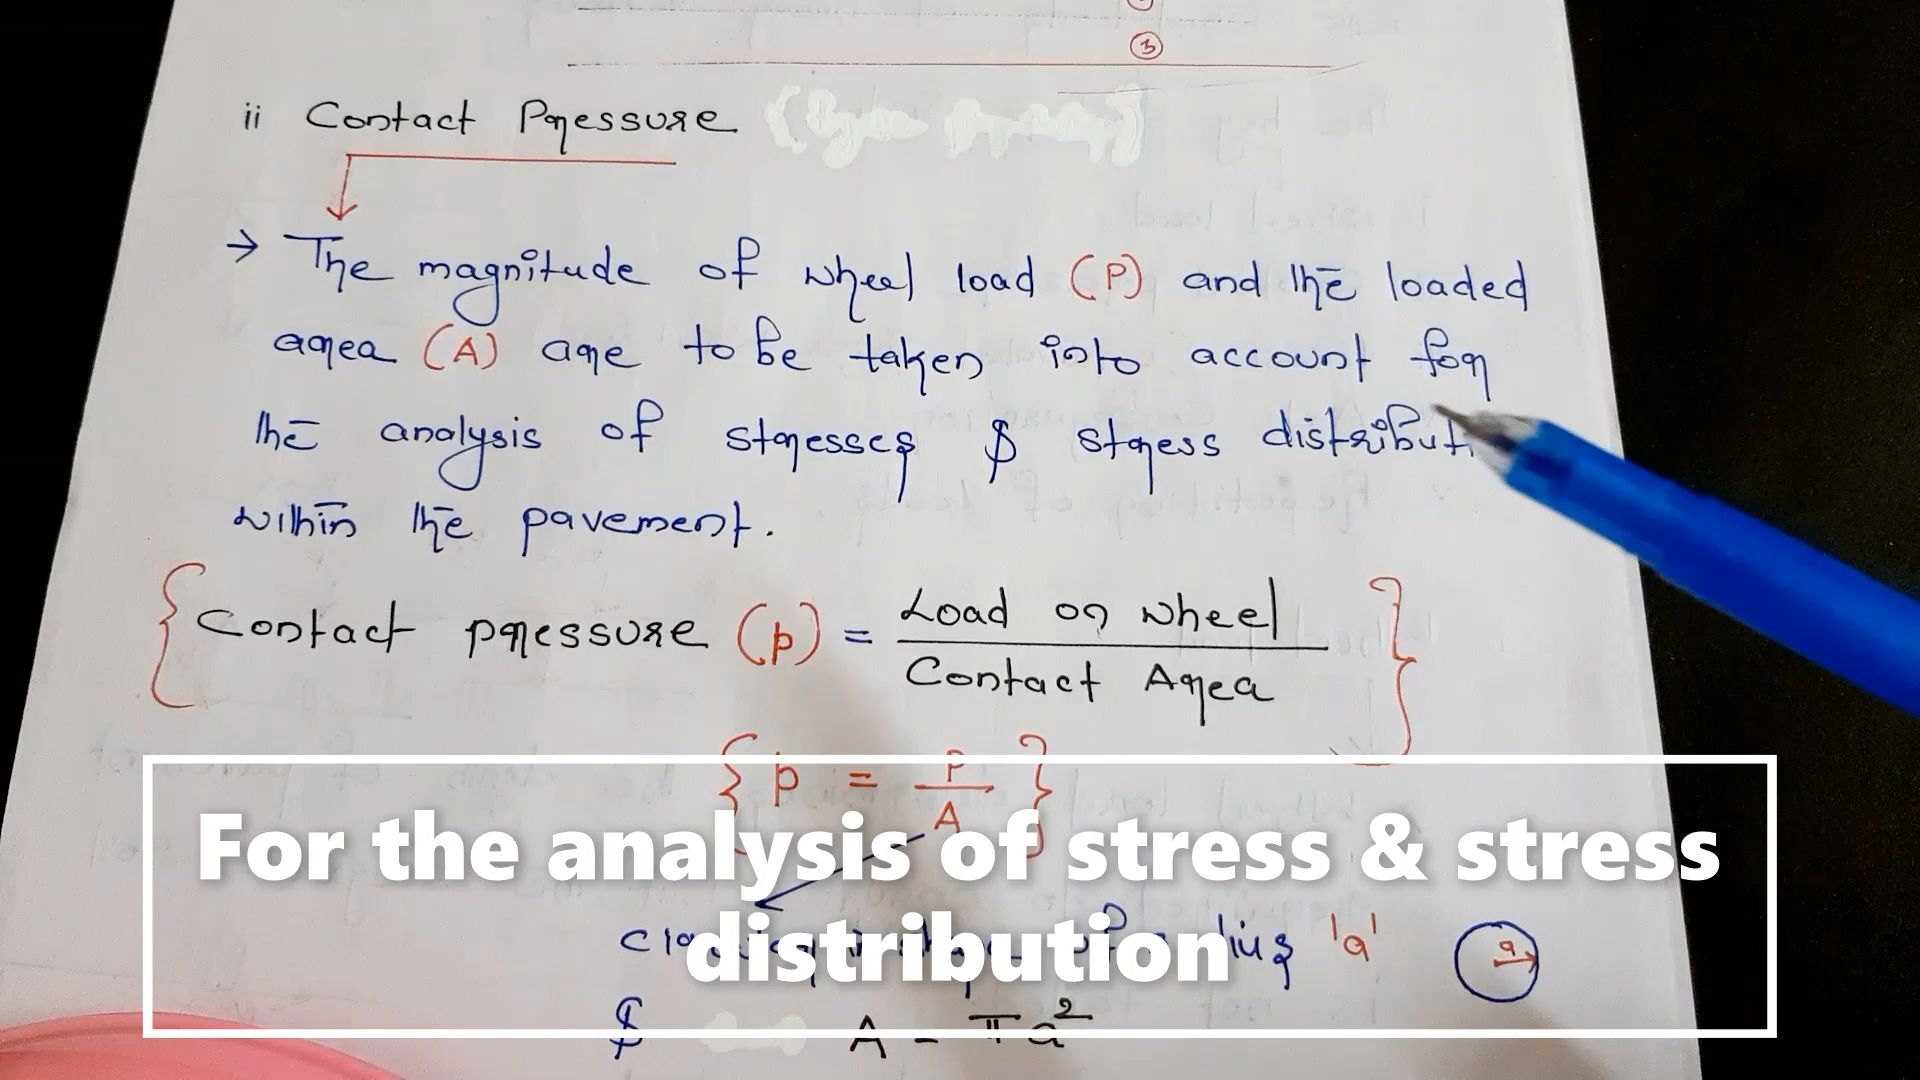 3
ii Contact Pressure
→ The magnitude of wheel load (P) and the loaded
area (A) are to be taken into account for
the analysis of stresses & stress
within the pavement.
Contact pressure (p) = Load on wheel
Contact Area
{ p = P
A }
For the analysis of stress & stress
distribution
'a'
a
& A = πa²